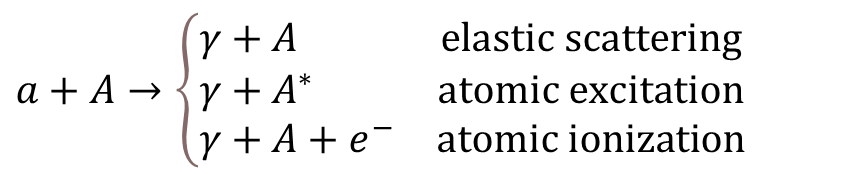 γ + A elastic scattering
a + A → { γ + A* atomic excitation
γ + A + e⁻ atomic ionization